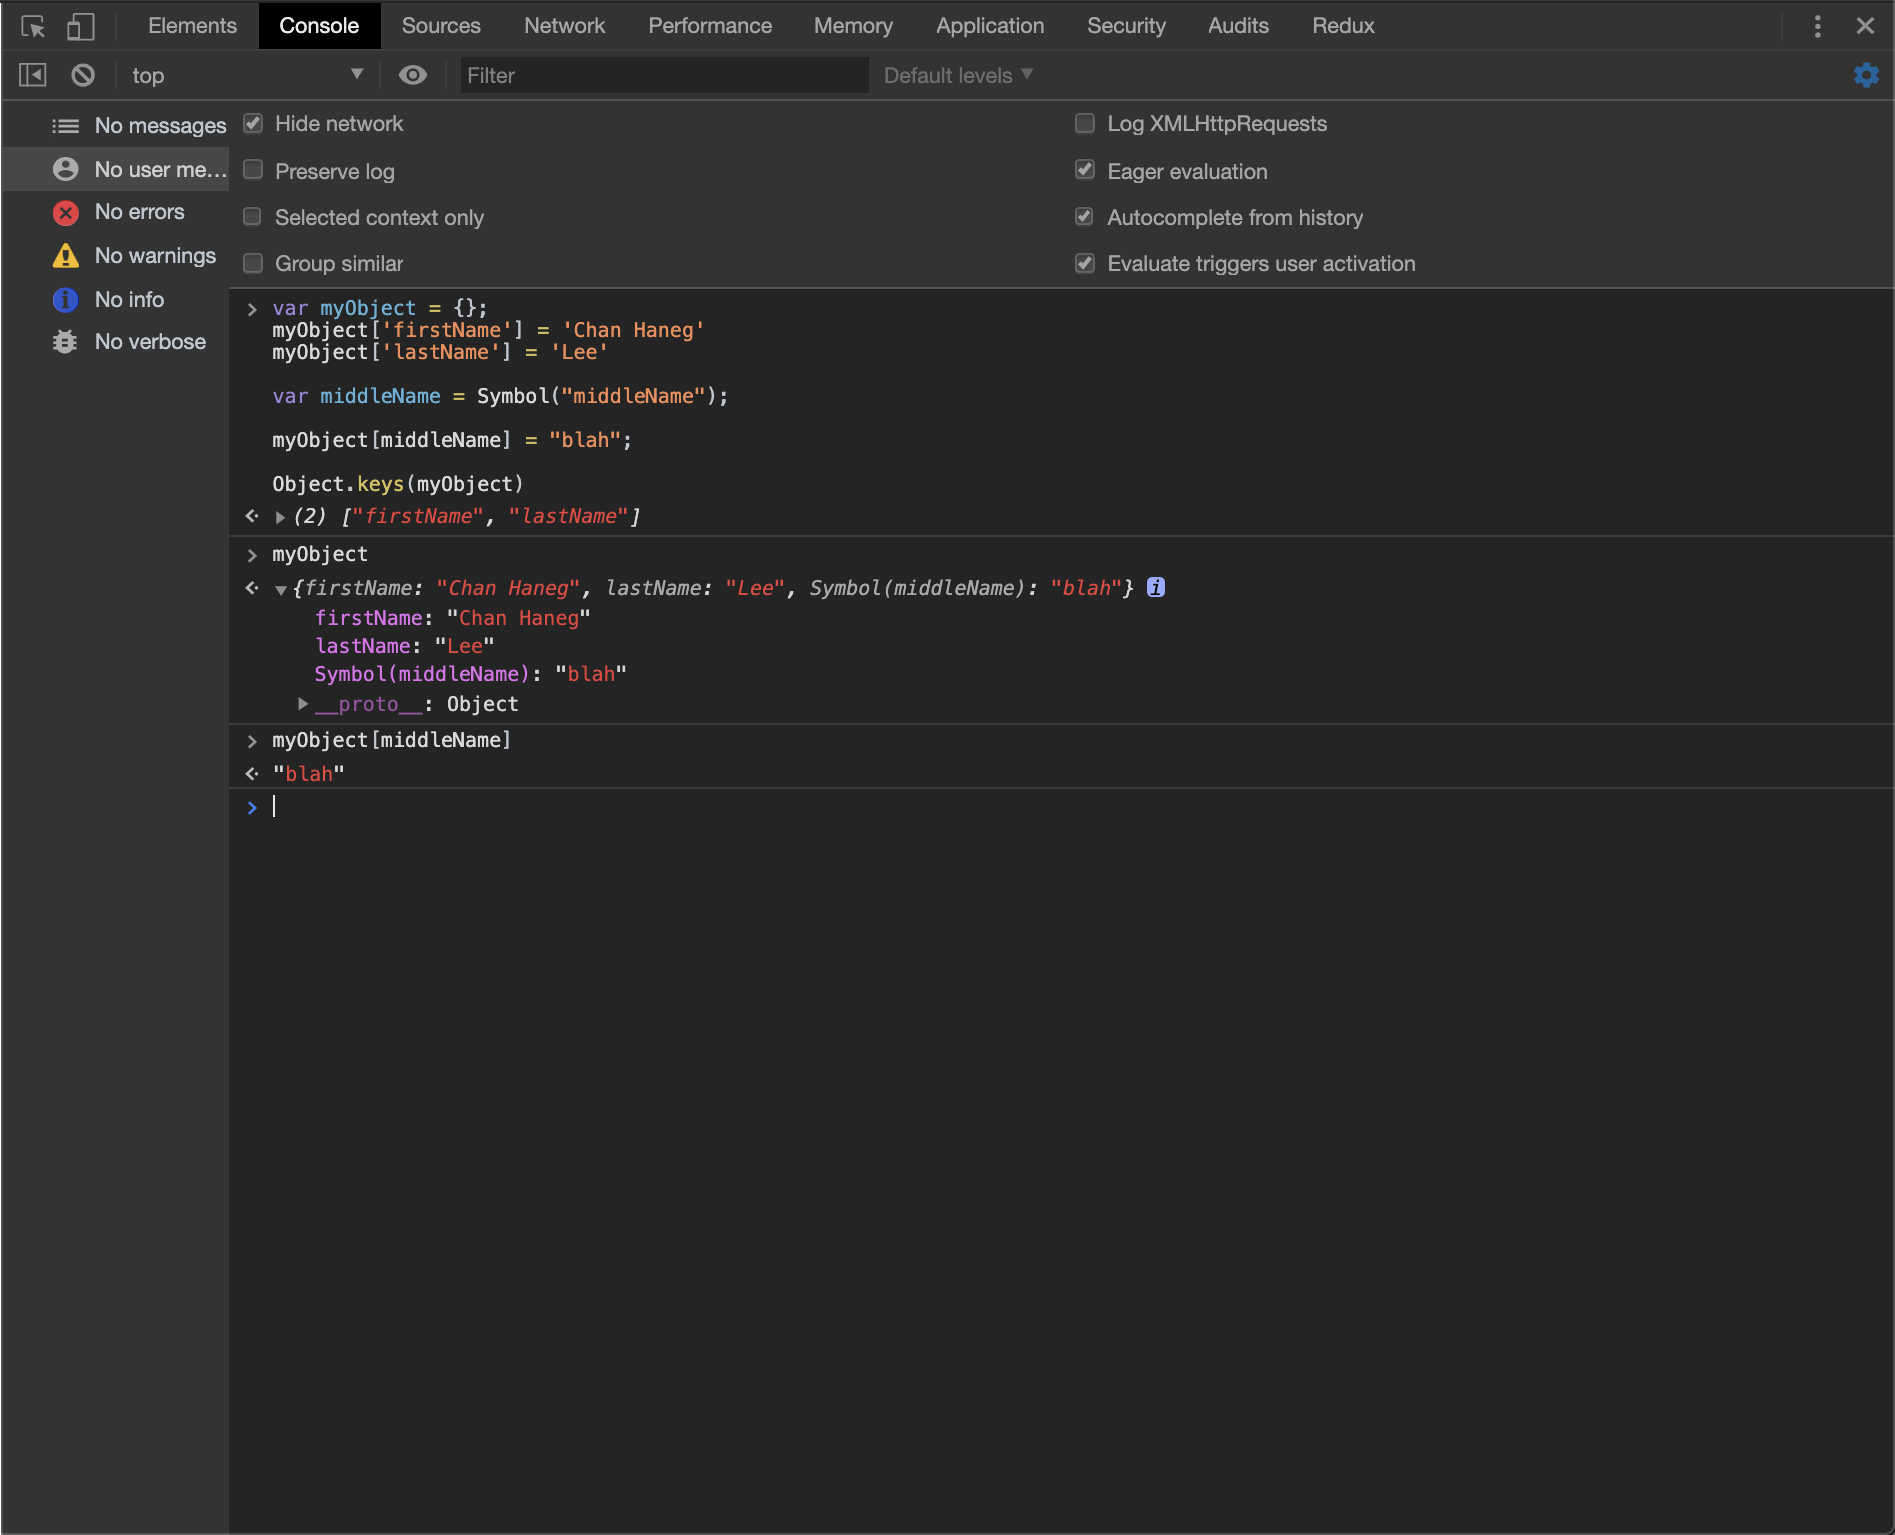 Elements Console Sources Network Performance Memory Application Security Audits Redux
top Filter Default levels
No messages
No user me...
No errors
No warnings
No info
No verbose
Hide network Log XMLHttpRequests
Preserve log Eager evaluation
Selected context only Autocomplete from history
Group similar Evaluate triggers user activation
var myObject = {};
myObject['firstName'] = 'Chan Haneg'
myObject['lastName'] = 'Lee'
var middleName = Symbol("middleName");
myObject[middleName] = "blah";
Object.keys(myObject)
(2) ["firstName", "lastName"]
myObject
{firstName: "Chan Haneg", lastName: "Lee", Symbol(middleName): "blah"} i
firstName: "Chan Haneg"
lastName: "Lee"
Symbol(middleName): "blah"
__proto__: Object
myObject[middleName]
"blah"